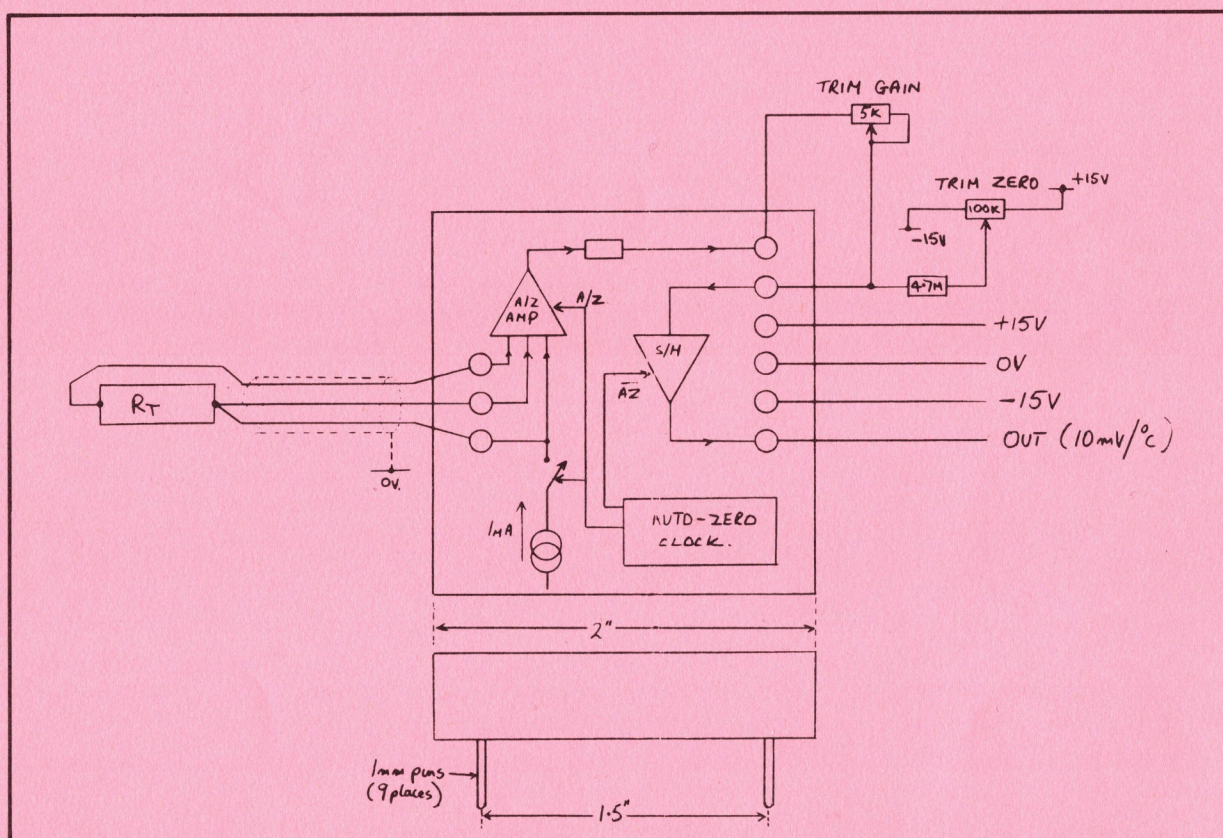 TRIM GAIN
5K
TRIM ZERO
+15V
100K
-15V
A/Z
A/Z
AMP
4.7M
+15V
S/H
0V
RT
AZ
-15V
OUT (10mV/°C)
0V.
1MA
AUTO-ZERO
CLOCK.
2"
1mm pins
(9 places)
1.5"